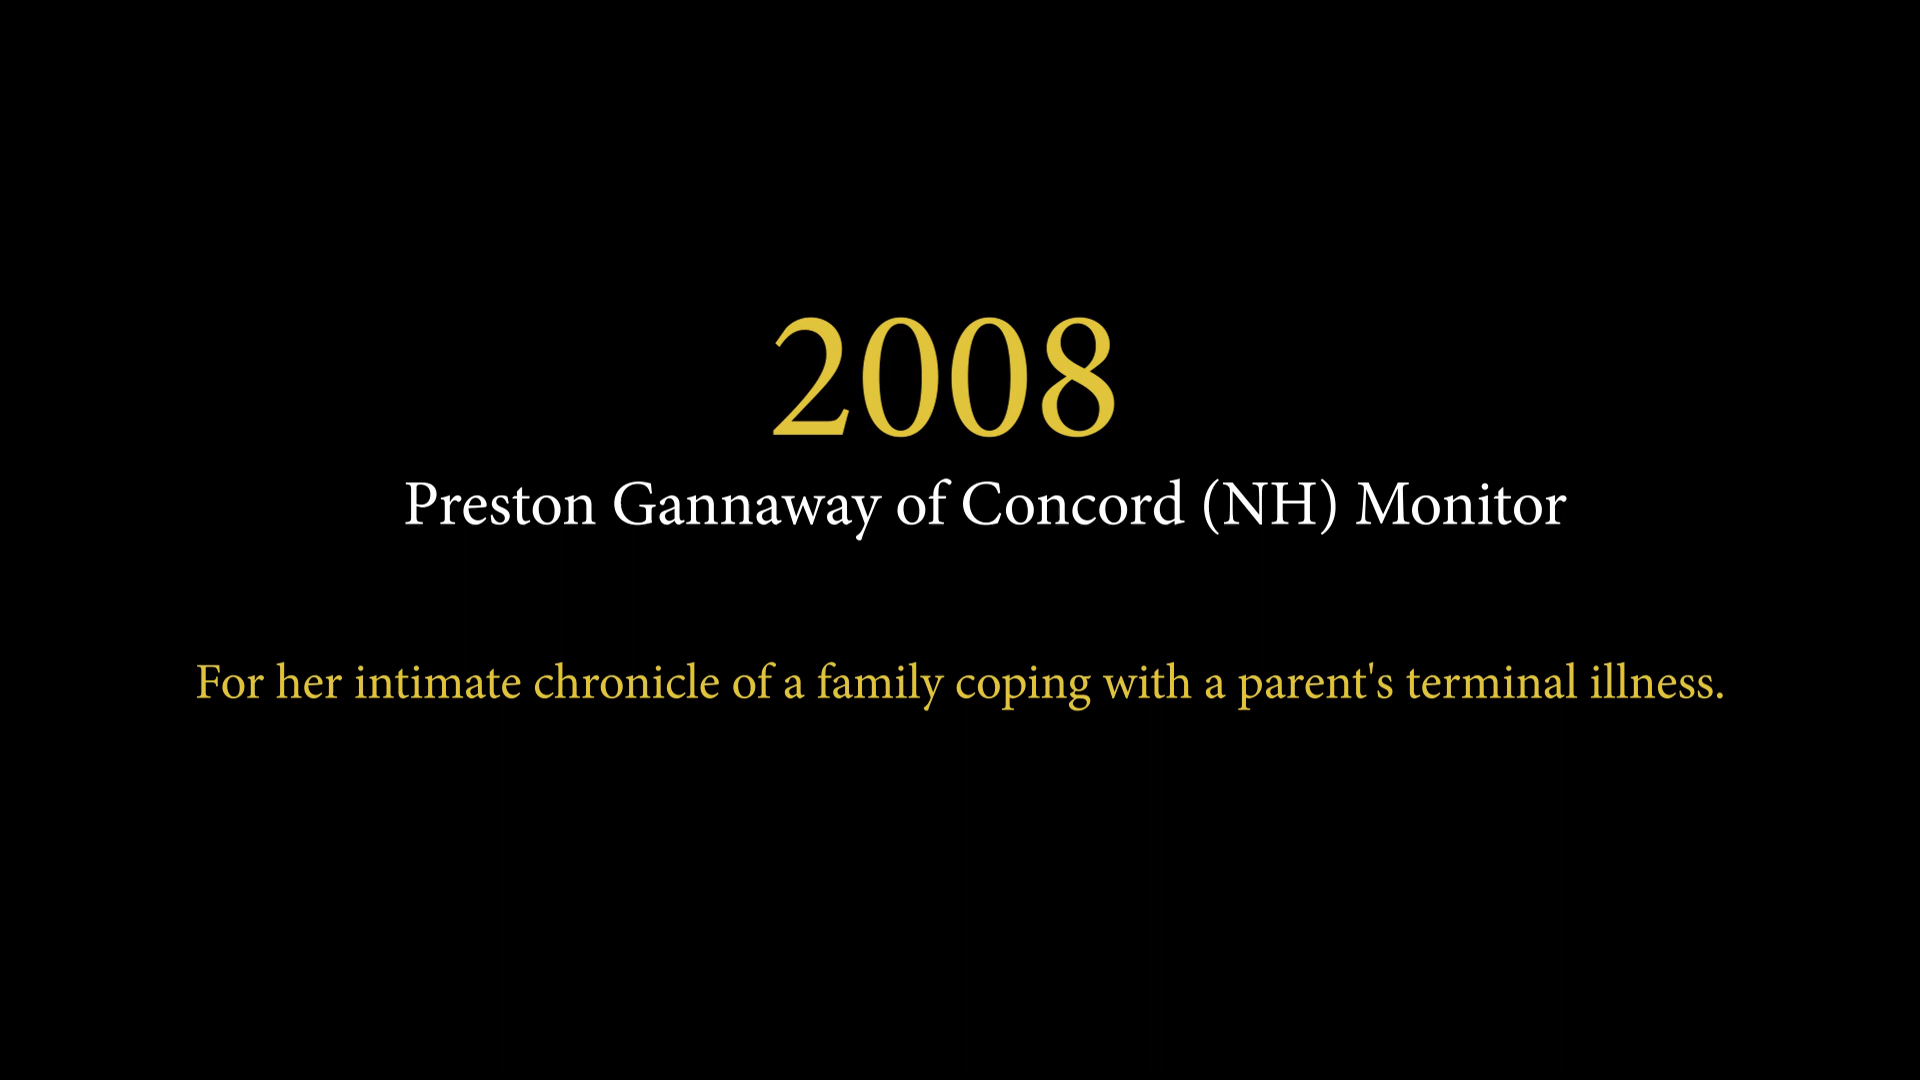 2008
Preston Gannaway of Concord (NH) Monitor
For her intimate chronicle of a family coping with a parent's terminal illness.